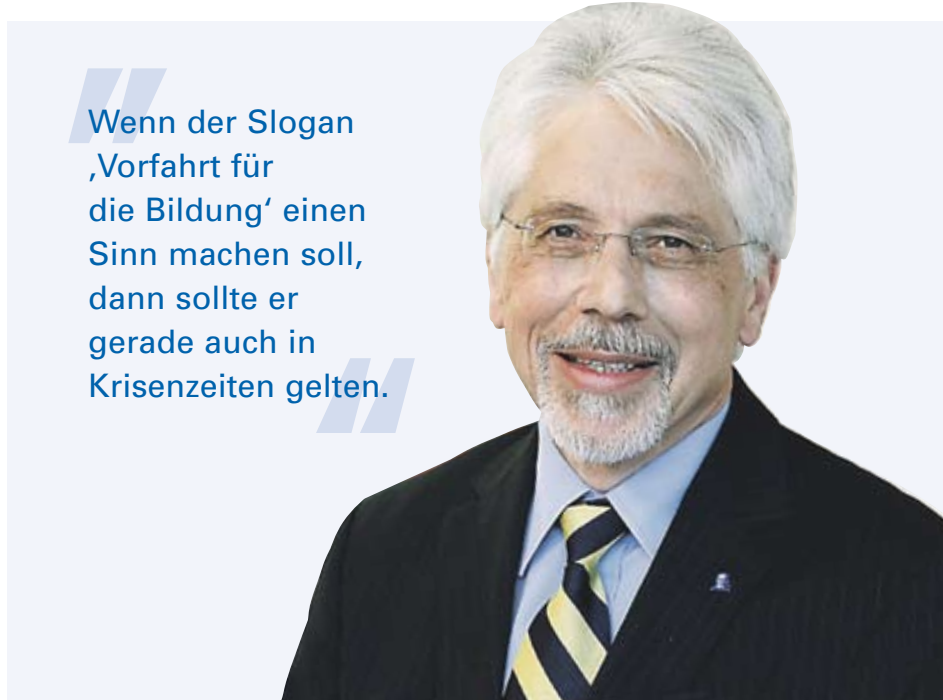 Wenn der Slogan
‚Vorfahrt für
die Bildung‘ einen
Sinn machen soll,
dann sollte er
gerade auch in
Krisenzeiten gelten.